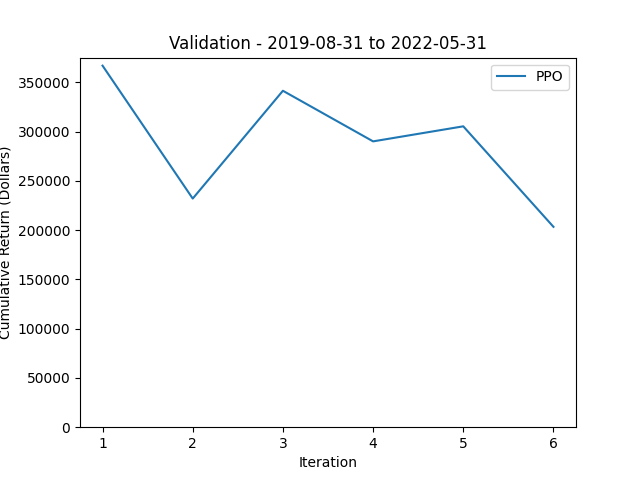 Validation - 2019-08-31 to 2022-05-31
PPO
350000
300000
250000
200000
150000
100000
50000
0
Cumulative Return (Dollars)
1 2 3 4 5 6
Iteration